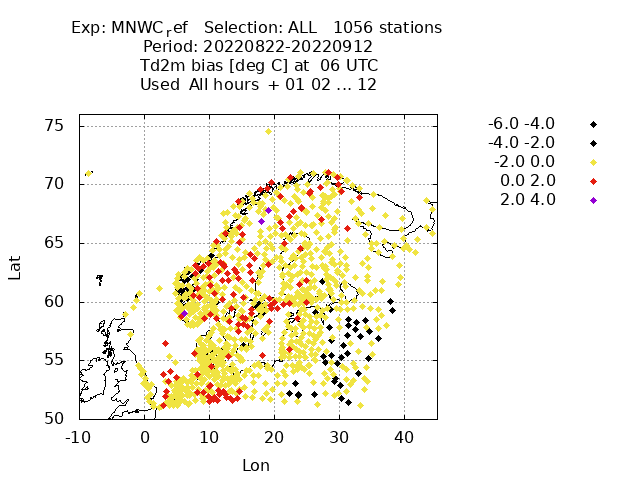 Exp: MNWC_ref Selection: ALL 1056 stations
Period: 20220822-20220912
Td2m bias [deg C] at 06 UTC
Used All hours + 01 02 ... 12
-6.0 -4.0
-4.0 -2.0
-2.0 0.0
0.0 2.0
2.0 4.0
75
70
65
60
55
50
Lat
-10 0 10 20 30 40
Lon